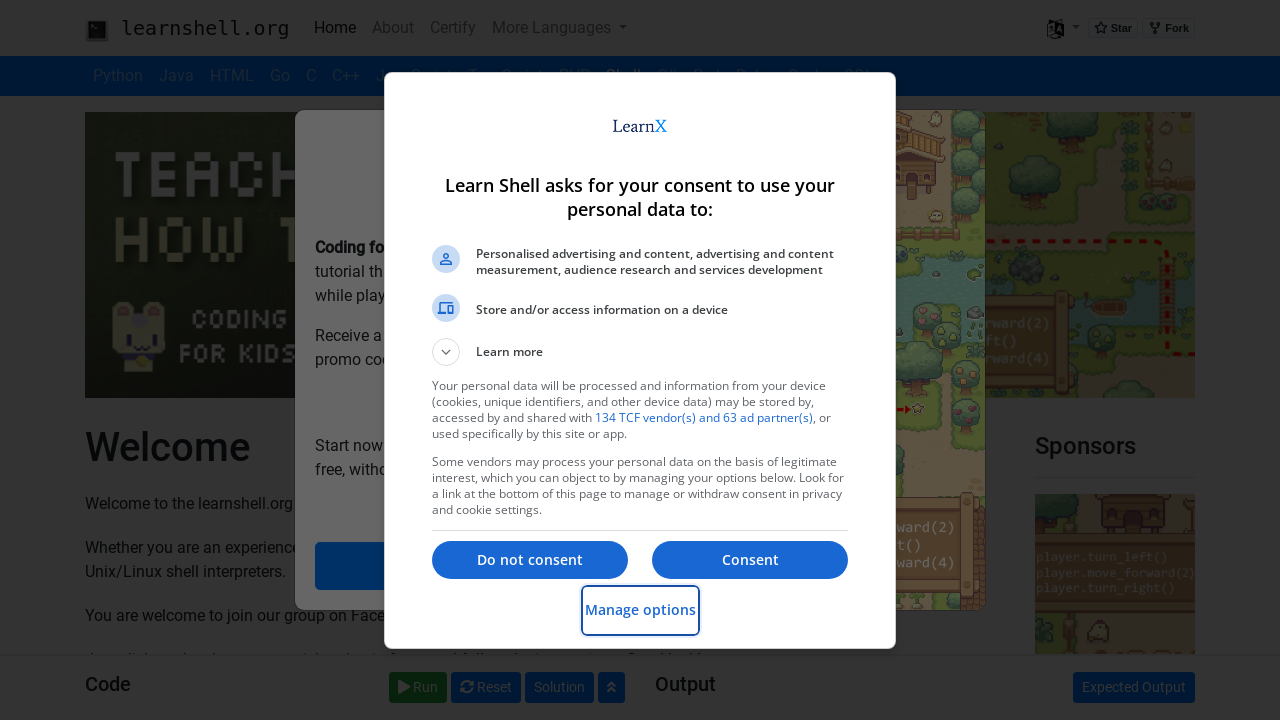 learnshell.org Home About Certify More Languages Star Fork
Python Java HTML Go C C++
TEACH
HOW T
CODING
FOR KIDS
Coding fo
tutorial th
while play
Receive a
promo co
Start now
free, witho
LearnX
Learn Shell asks for your consent to use your
personal data to:
Personalised advertising and content, advertising and content
measurement, audience research and services development
Store and/or access information on a device
Learn more
Your personal data will be processed and information from your device
(cookies, unique identifiers, and other device data) may be stored by,
accessed by and shared with 134 TCF vendor(s) and 63 ad partner(s), or
used specifically by this site or app.
Some vendors may process your personal data on the basis of legitimate
interest, which you can object to by managing your options below. Look for
a link at the bottom of this page to manage or withdraw consent in privacy
and cookie settings.
Do not consent Consent
Manage options
orward(2)
eft()
orward(4)
ward(2)
t()
ward(4)
Welcome
Welcome to the learnshell.org
Whether you are an experience
Unix/Linux shell interpreters.
You are welcome to join our group on Face
Sponsors
player.turn_left()
player.move_forward(2)
player.turn_right()
Code Run Reset Solution Output Expected Output